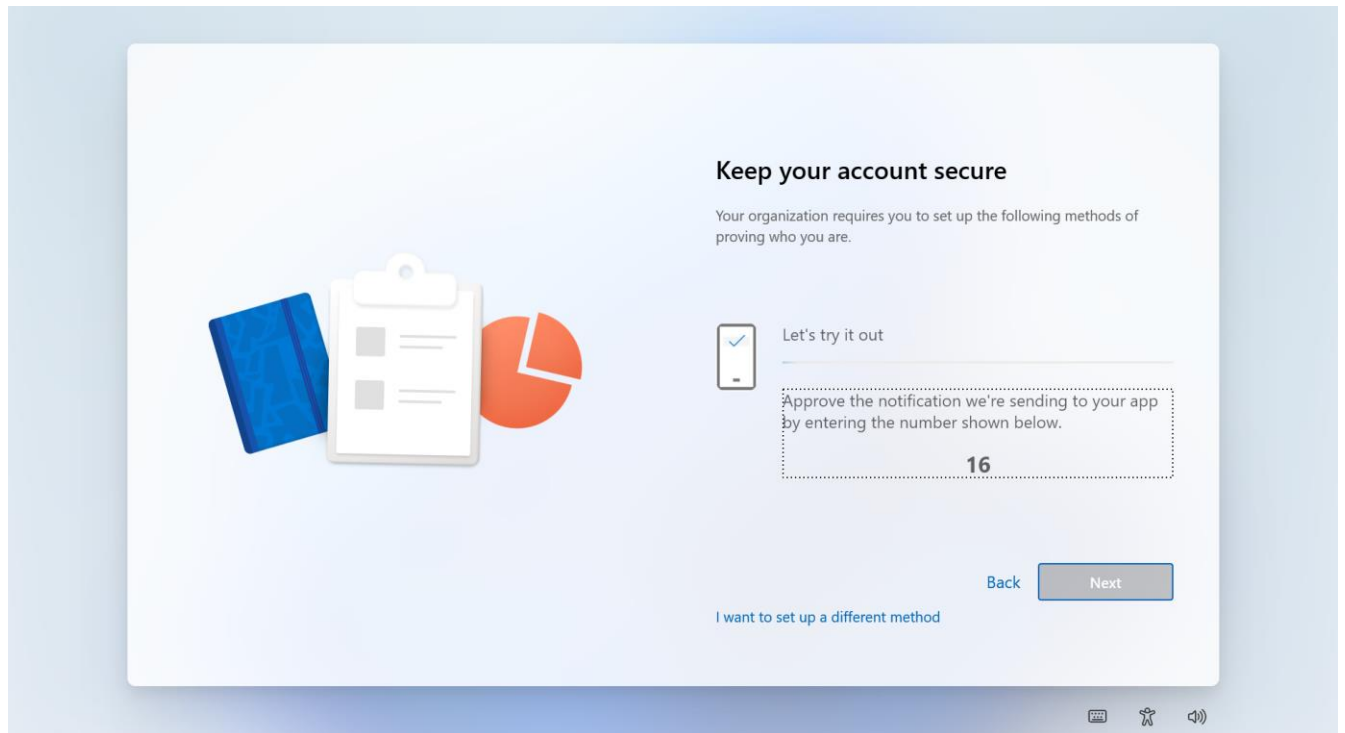 Keep your account secure
Your organization requires you to set up the following methods of
proving who you are.
Let's try it out
Approve the notification we're sending to your app
by entering the number shown below.
16
Back
Next
I want to set up a different method